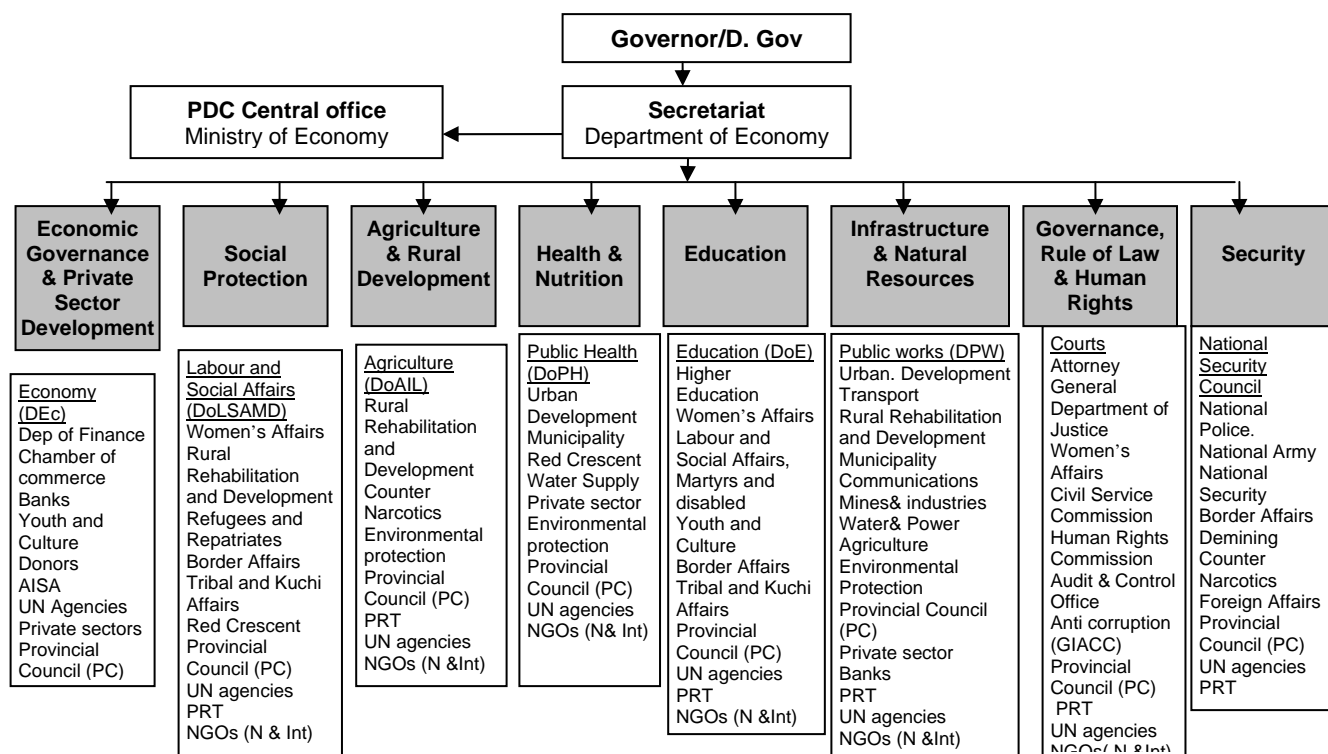 Governor/D. Gov
PDC Central office
Ministry of Economy
Secretariat
Department of Economy
Economic
Governance
& Private
Sector
Development
Social
Protection
Agriculture
& Rural
Development
Health &
Nutrition
Education
Infrastructure
& Natural
Resources
Governance,
Rule of Law
& Human
Rights
Security
Economy
(DEc)
Dep of Finance
Chamber of
commerce
Banks
Youth and
Culture
Donors
AISA
UN Agencies
Private sectors
Provincial
Council (PC)
Labour and
Social Affairs
(DoLSAMD)
Women's Affairs
Rural
Rehabilitation
and Development
Refugees and
Repatriates
Border Affairs
Tribal and Kuchi
Affairs
Red Crescent
Provincial
Council (PC)
UN agencies
PRT
NGOs (N & Int)
Agriculture
(DoAIL)
Rural
Rehabilitation
and
Development
Counter
Narcotics
Environmental
protection
Provincial
Council (PC)
PRT
UN agencies
NGOs (N &Int)
Public Health
(DoPH)
Urban
Development
Municipality
Red Crescent
Water Supply
Private sector
Environmental
protection
Provincial
Council (PC)
UN agencies
NGOs (N& Int)
Education (DoE)
Higher
Education
Women's Affairs
Labour and
Social Affairs,
Martyrs and
disabled
Youth and
Culture
Border Affairs
Tribal and Kuchi
Affairs
Provincial
Council (PC)
UN agencies
PRT
NGOs (N &Int)
Public works (DPW)
Urban. Development
Transport
Rural Rehabilitation
and Development
Municipality
Communications
Mines& industries
Water& Power
Agriculture
Environmental
Protection
Provincial Council
(PC)
Private sector
Banks
PRT
UN agencies
NGOs (N &Int)
Courts
Attorney
General
Department of
Justice
Women's
Affairs
Civil Service
Commission
Human Rights
Commission
Audit & Control
Office
Anti corruption
(GIACC)
Provincial
Council (PC)
PRT
UN agencies
NGOs( N &Int)
National
Security
Council
National
Police.
National Army
National
Security
Border Affairs
Demining
Counter
Narcotics
Foreign Affairs
Provincial
Council (PC)
UN agencies
PRT